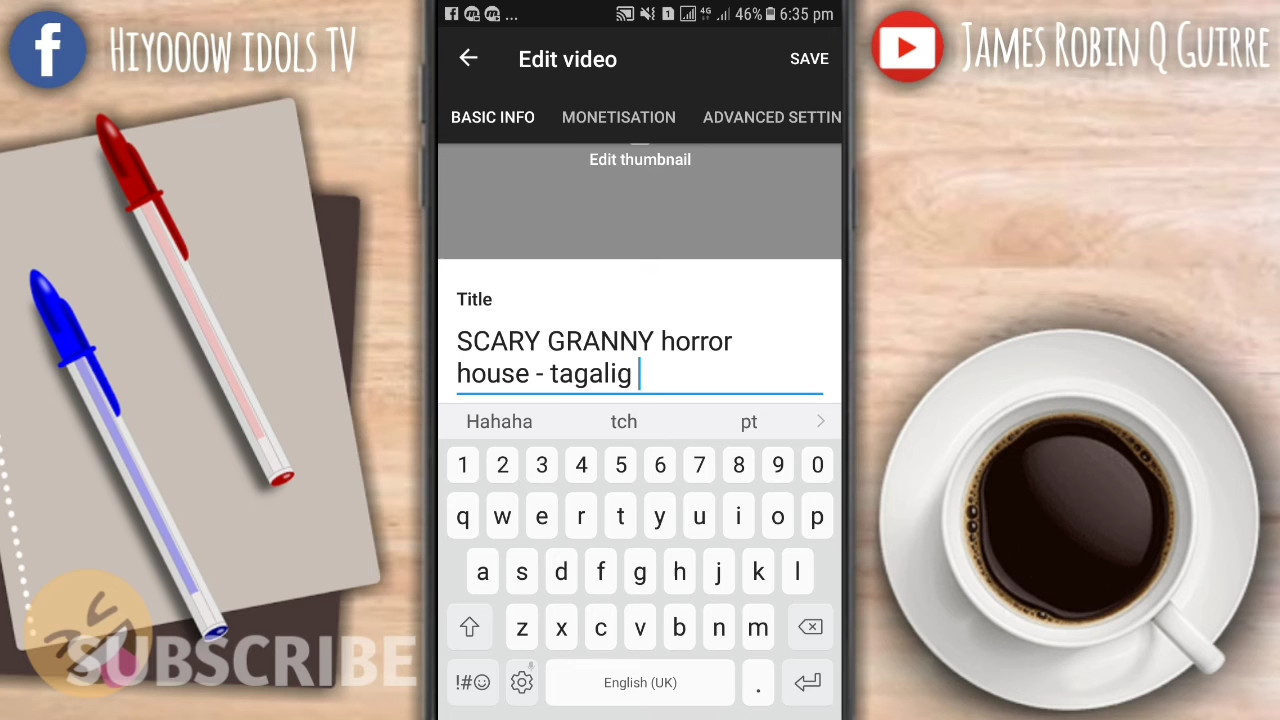 Hiyooow idols TV
James Robin Q Guirre
... 1 4G 46% 6:35 pm
Edit video
SAVE
BASIC INFO MONETISATION ADVANCED SETTIN
Edit thumbnail
Title
SCARY GRANNY horror
house - tagalig
Hahaha tch pt
1 2 3 4 5 6 7 8 9 0
q w e r t y u i o p
a s d f g h j k l
z x c v b n m
!#☺ English (UK) .
SUBSCRIBE